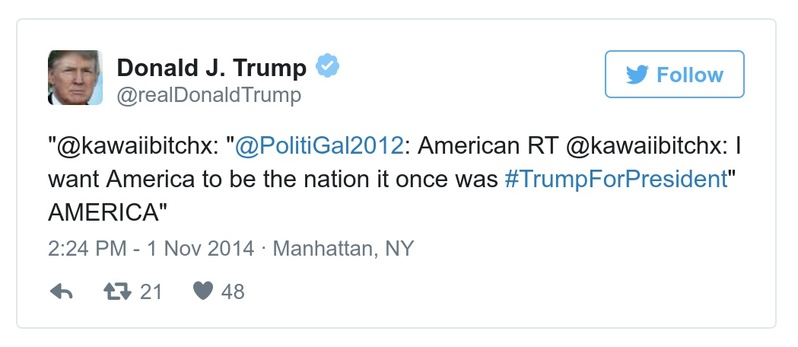 Donald J. Trump
@realDonaldTrump
Follow
"@kawaiibitchx: "@PolitiGal2012: American RT @kawaiibitchx: I
want America to be the nation it once was #TrumpForPresident"
AMERICA"
2:24 PM - 1 Nov 2014 · Manhattan, NY
21 48